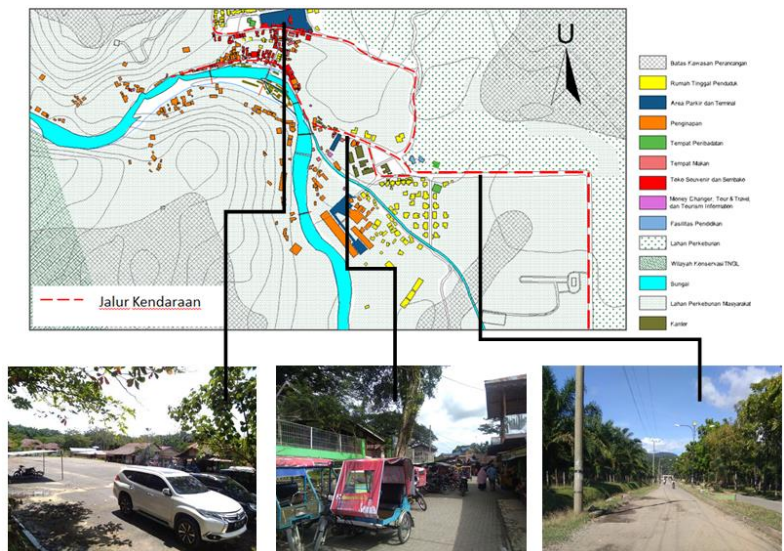 U
Batas Kawasan Perancangan
Rumah Tinggal Penduduk
Area Parkir dan Terminal
Penginapan
Tempat Peribadatan
Tempat Makan
Toko Souvenir dan Sembako
Money Changer, Tour & Travel
dan Tourism Information
Fasilitas Pendidikan
Lahan Perkebunan
Wilayah Konservasi TNGL
Sungai
Lahan Perkebunan Masyarakat
Kantor
Jalur Kendaraan